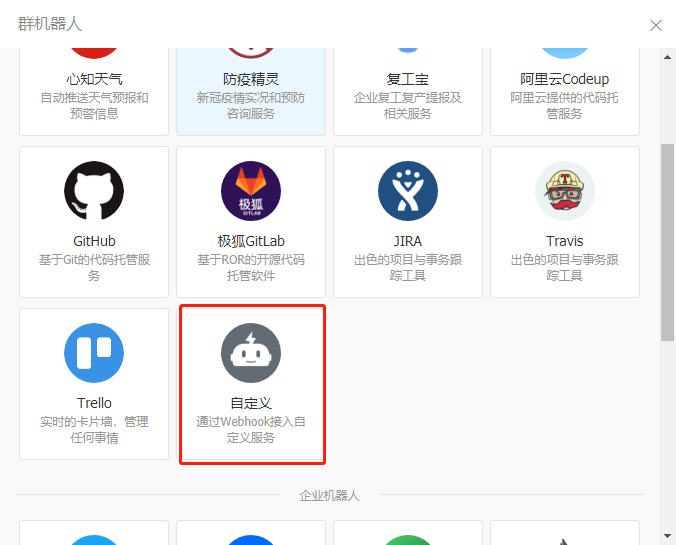 群机器人
心知天气
自动推送天气预报和
预警信息
防疫精灵
新冠疫情实况和预防
咨询服务
复工宝
企业复工复产提报及
相关服务
阿里云Codeup
阿里云提供的代码托
管服务
GitHub
基于Git的代码托管服
务
极狐
GITLAB
极狐GitLab
基于ROR的开源代码
托管软件
JIRA
出色的项目与事务跟
踪工具
T
Travis
出色的项目与事务跟
踪工具
Trello
实时的卡片墙，管理
任何事情
自定义
通过Webhook接入自
定义服务
企业机器人